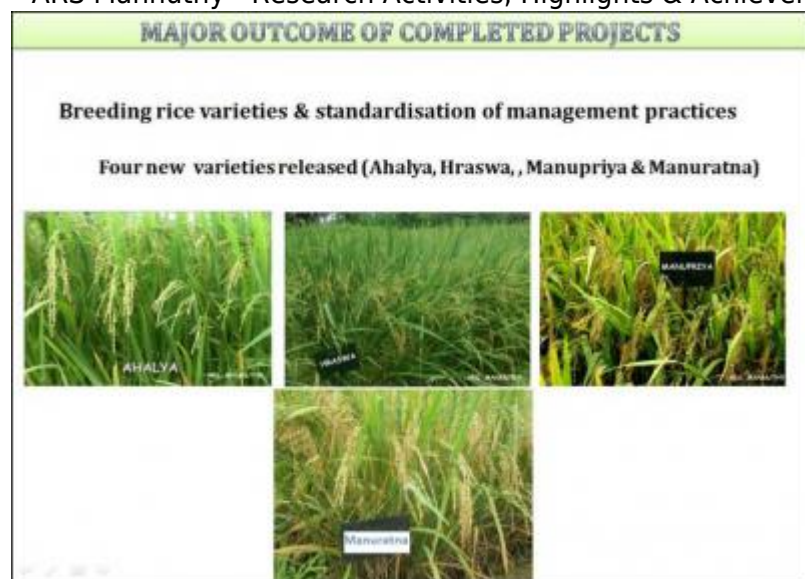 ARS Mannuthy - Research Activities, Highlights &
MAJOR OUTCOME OF COMPLETED PROJECTS
Breeding rice varieties & standardisation of management practices
Four new varieties released (Ahalya, Hraswa, , Manupriya & Manuratna)
AHALYA
HRASWA
MANUPRIYA
Manuratna